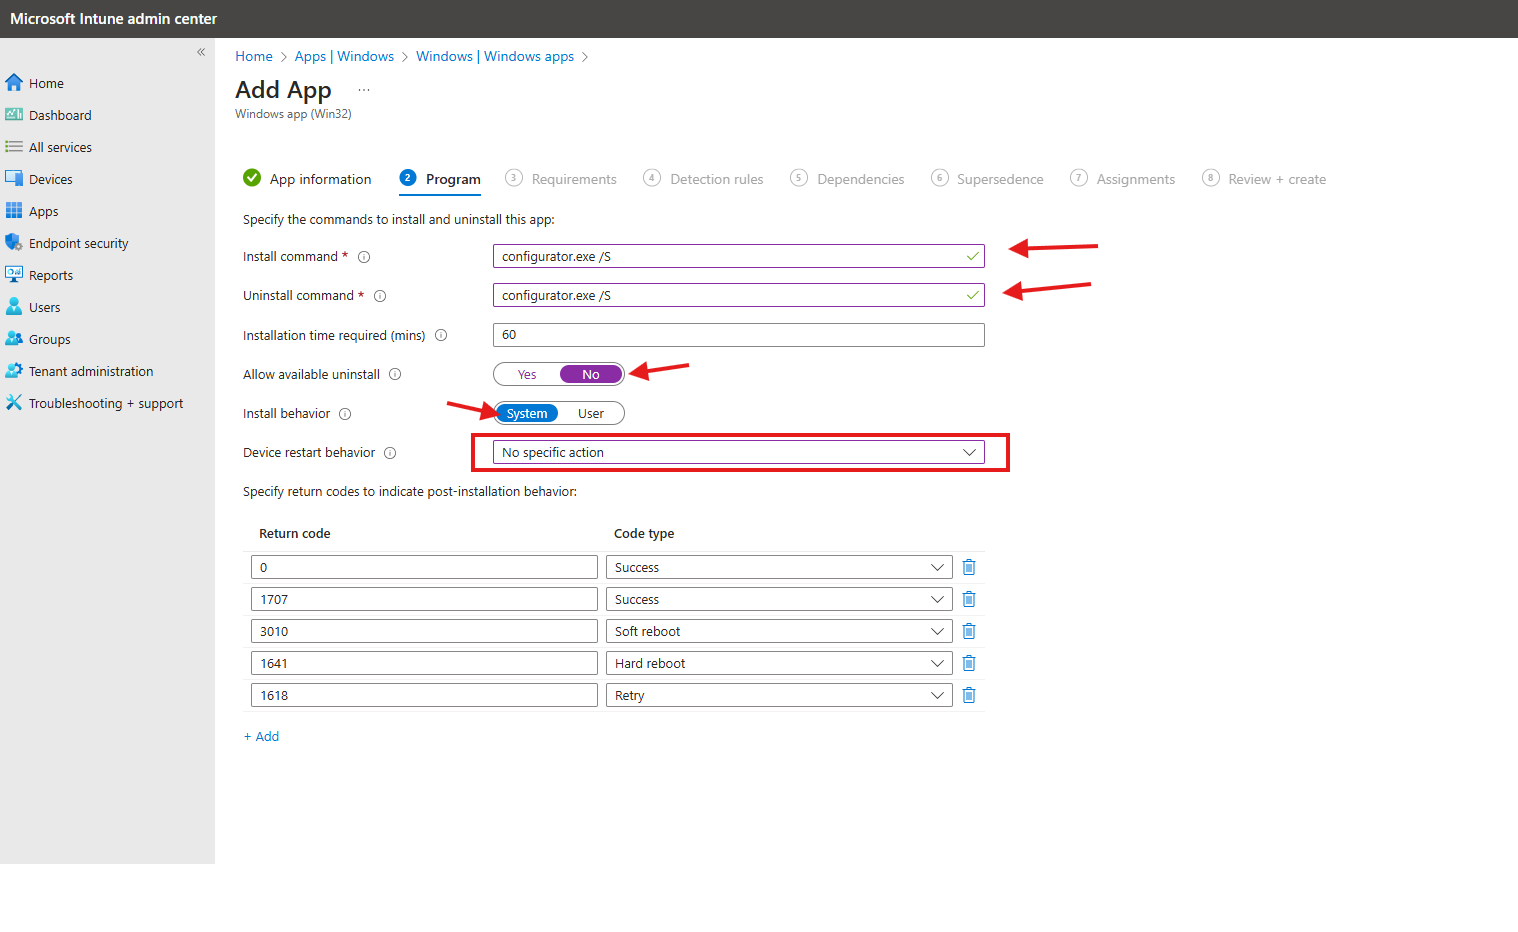 Microsoft Intune admin center
«
Home
Dashboard
All services
Devices
Apps
Endpoint security
Reports
Users
Groups
Tenant administration
Troubleshooting + support
Home > Apps | Windows > Windows | Windows apps >
Add App ...
Windows app (Win32)
App information 2 Program 3 Requirements 4 Detection rules 5 Dependencies 6 Supersedence 7 Assignments 8 Review + create
Specify the commands to install and uninstall this app:
Install command * configurator.exe /S
Uninstall command * configurator.exe /S
Installation time required (mins) 60
Allow available uninstall Yes No
Install behavior System User
Device restart behavior No specific action
Specify return codes to indicate post-installation behavior:
Return code Code type
0 Success
1707 Success
3010 Soft reboot
1641 Hard reboot
1618 Retry
+ Add